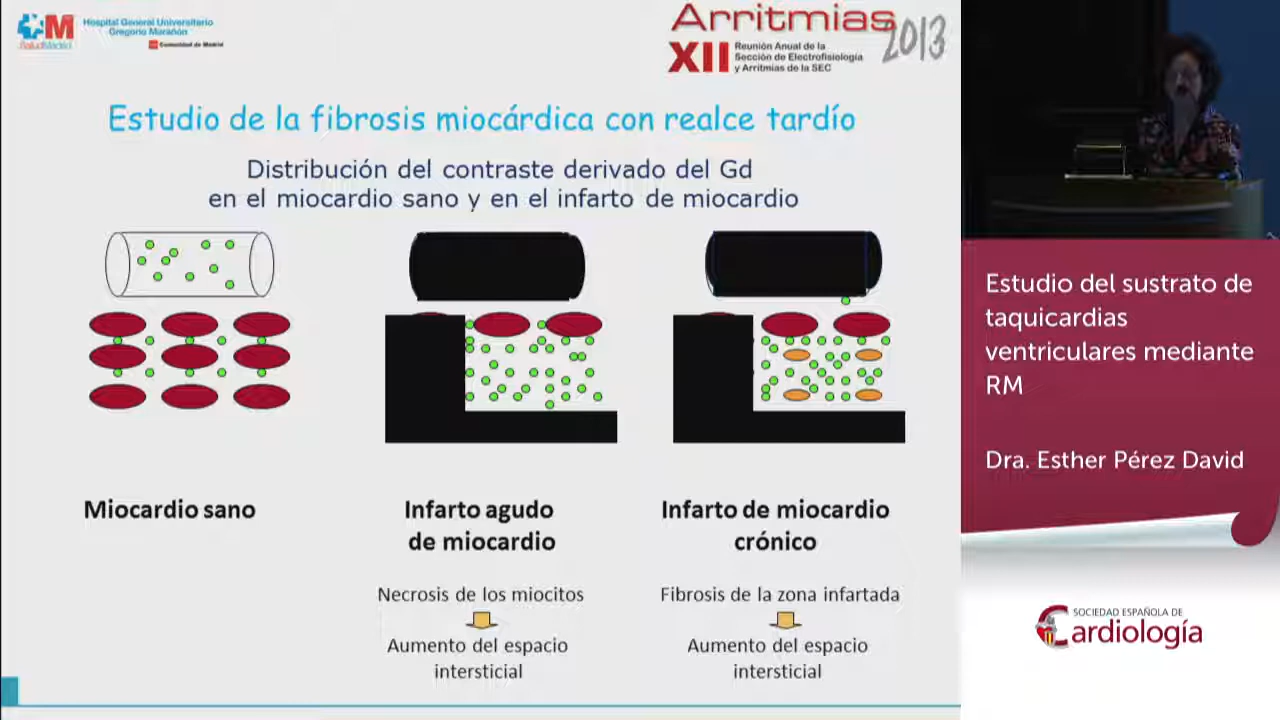 SaludMadrid
Hospital General Universitario
Gregorio Marañón
Comunidad de Madrid
Arritmias
2013
XII
Reunión Anual de la
Sección de Electrofisiología
y Arritmias de la SEC
Estudio de la fibrosis miocárdica con realce tardío
Distribución del contraste derivado del Gd
en el miocardio sano y en el infarto de miocardio
Miocardio sano
Infarto agudo
de miocardio
Necrosis de los miocitos
Aumento del espacio
intersticial
Infarto de miocardio
crónico
Fibrosis de la zona infartada
Aumento del espacio
intersticial
Estudio del sustrato de
taquicardias
ventriculares mediante
RM
Dra. Esther Pérez David
SOCIEDAD ESPAÑOLA DE
Cardiología